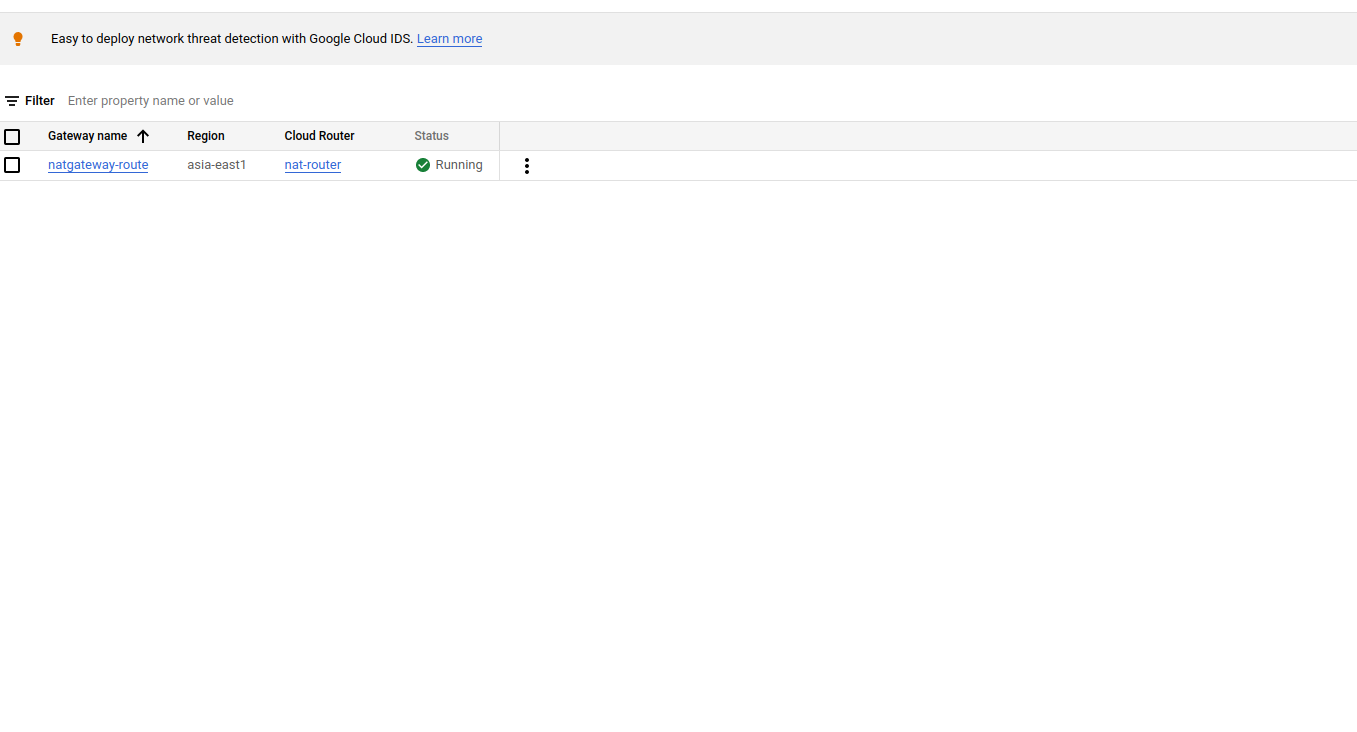 Easy to deploy network threat detection with Google Cloud IDS. Learn more
Filter Enter property name or value
Gateway name Region Cloud Router Status
natgateway-route asia-east1 nat-router Running